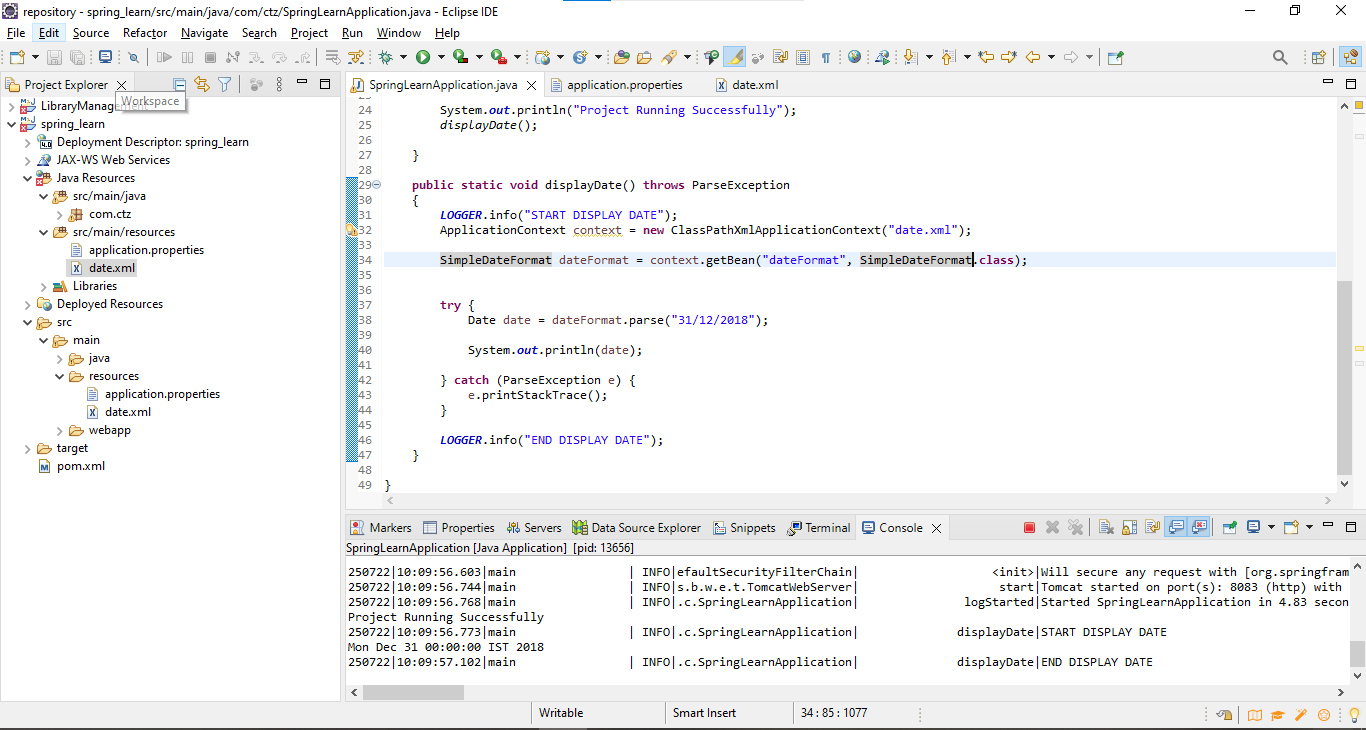 repository - spring_learn/src/main/java/com/ctz/SpringLearnApplication.java - Eclipse IDE
File Edit Source Refactor Navigate Search Project Run Window Help
Project Explorer
Workspace
LibraryManagement
spring_learn
Deployment Descriptor: spring_learn
JAX-WS Web Services
Java Resources
src/main/java
com.ctz
src/main/resources
application.properties
date.xml
Libraries
Deployed Resources
src
main
java
resources
application.properties
date.xml
webapp
target
pom.xml
SpringLearnApplication.java application.properties date.xml
24 System.out.println("Project Running Successfully");
25 displayDate();
26
27 }
28
29 public static void displayDate() throws ParseException
30 {
31 LOGGER.info("START DISPLAY DATE");
32 ApplicationContext context = new ClassPathXmlApplicationContext("date.xml");
33
34 SimpleDateFormat dateFormat = context.getBean("dateFormat", SimpleDateFormat.class);
35
36
37 try {
38 Date date = dateFormat.parse("31/12/2018");
39
40 System.out.println(date);
41
42 } catch (ParseException e) {
43 e.printStackTrace();
44 }
45
46 LOGGER.info("END DISPLAY DATE");
47 }
48
49 }
Markers Properties Servers Data Source Explorer Snippets Terminal Console
SpringLearnApplication [Java Application] [pid: 13656]
250722|10:09:56.603|main | INFO|efaultSecurityFilterChain| <init>|Will secure any request with [org.springfram
250722|10:09:56.744|main | INFO|s.b.w.e.t.TomcatWebServer| start|Tomcat started on port(s): 8083 (http) with
250722|10:09:56.768|main | INFO|.c.SpringLearnApplication| logStarted|Started SpringLearnApplication in 4.83 secon
Project Running Successfully
250722|10:09:56.773|main | INFO|.c.SpringLearnApplication| displayDate|START DISPLAY DATE
Mon Dec 31 00:00:00 IST 2018
250722|10:09:57.102|main | INFO|.c.SpringLearnApplication| displayDate|END DISPLAY DATE
Writable Smart Insert 34 : 85 : 1077